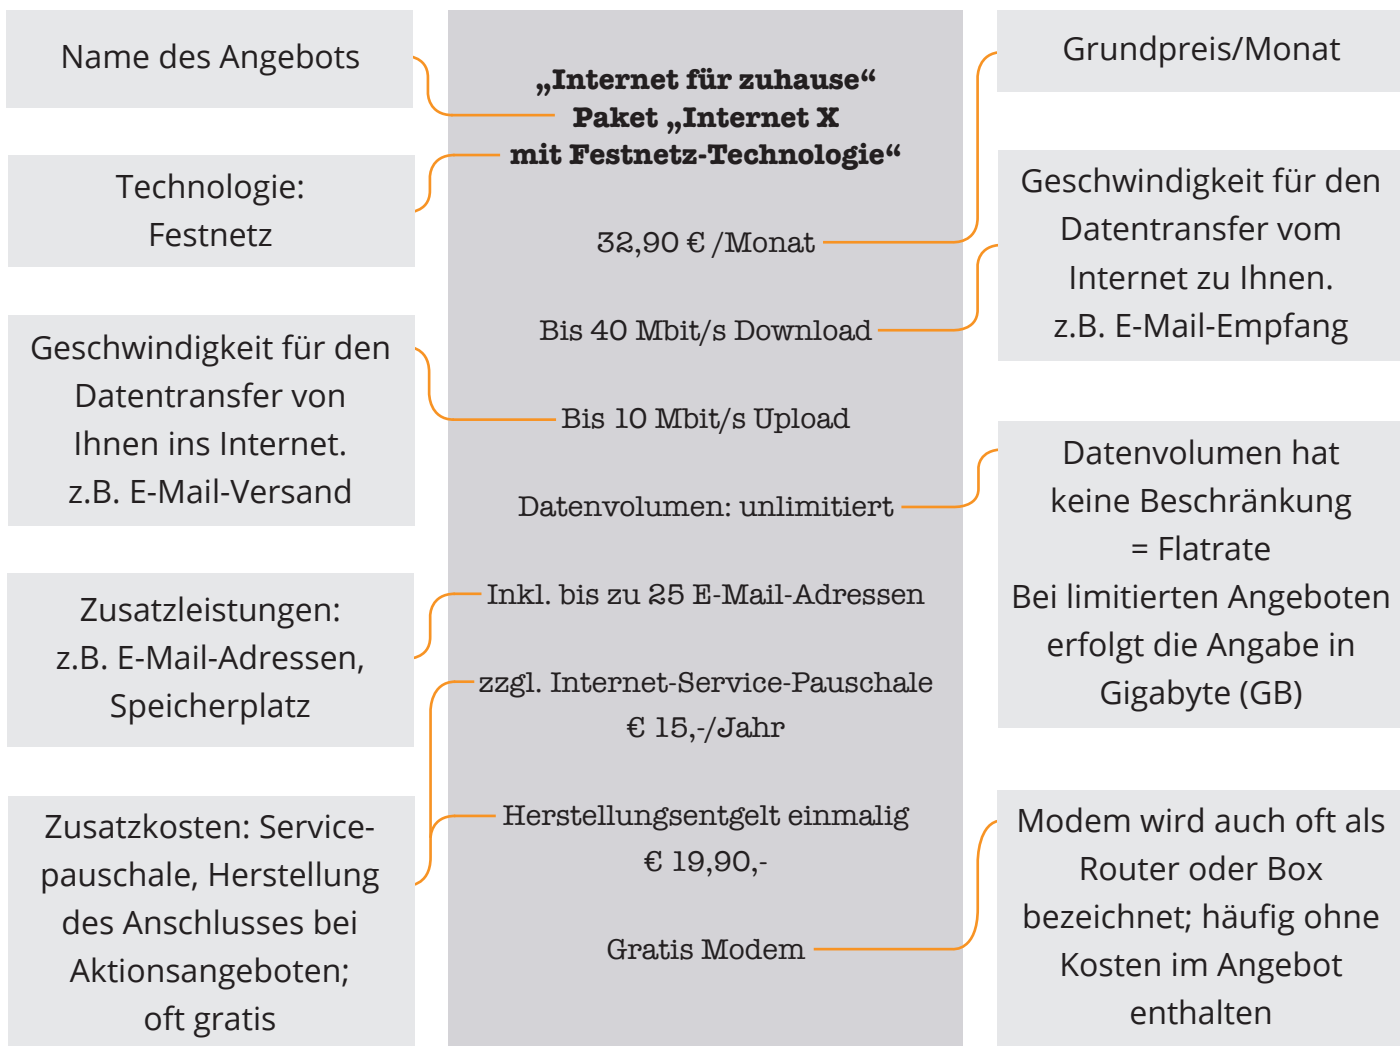 Name des Angebots
Technologie:
Festnetz
Geschwindigkeit für den
Datentransfer von
Ihnen ins Internet.
z.B. E-Mail-Versand
Zusatzleistungen:
z.B. E-Mail-Adressen,
Speicherplatz
Zusatzkosten: Service-
pauschale, Herstellung
des Anschlusses bei
Aktionsangeboten;
oft gratis
„Internet für zuhause“
Paket „Internet X
mit Festnetz-Technologie“
32,90 € /Monat
Bis 40 Mbit/s Download
Bis 10 Mbit/s Upload
Datenvolumen: unlimitiert
Inkl. bis zu 25 E-Mail-Adressen
zzgl. Internet-Service-Pauschale
€ 15,-/Jahr
Herstellungsentgelt einmalig
€ 19,90,-
Gratis Modem
Grundpreis/Monat
Geschwindigkeit für den
Datentransfer vom
Internet zu Ihnen.
z.B. E-Mail-Empfang
Datenvolumen hat
keine Beschränkung
= Flatrate
Bei limitierten Angeboten
erfolgt die Angabe in
Gigabyte (GB)
Modem wird auch oft als
Router oder Box
bezeichnet; häufig ohne
Kosten im Angebot
enthalten